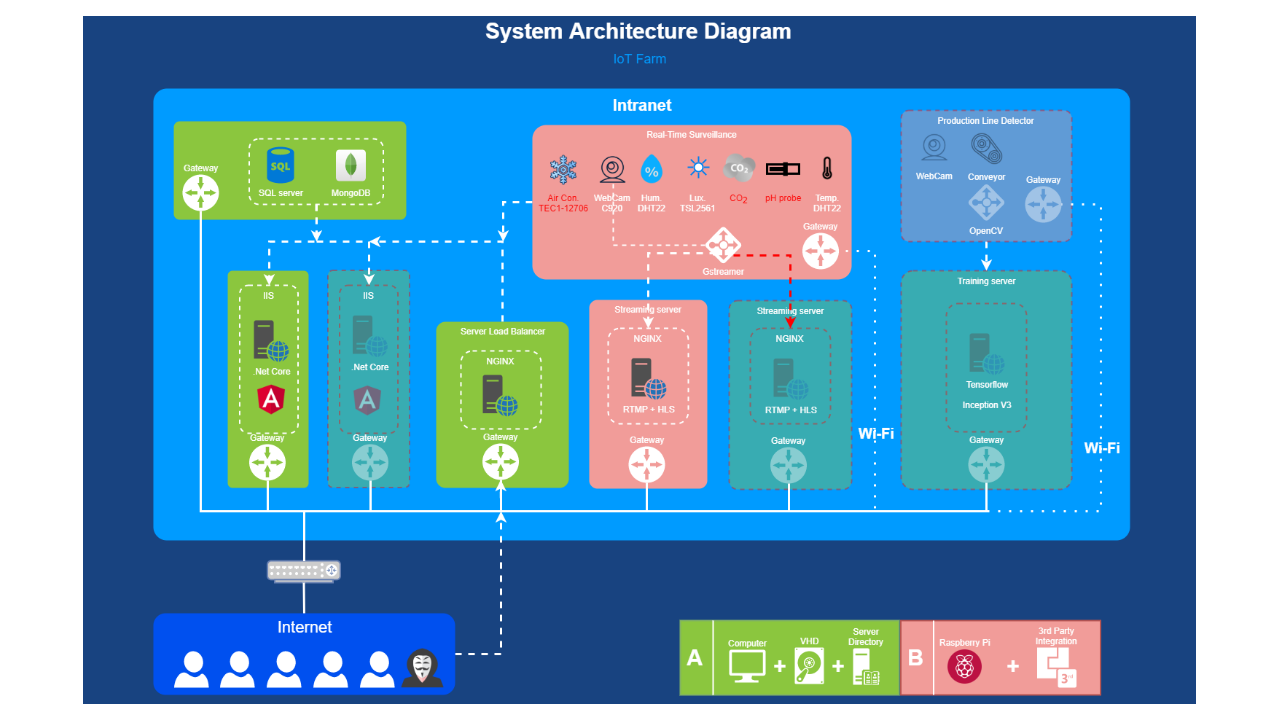 System Architecture Diagram
IoT Farm
Intranet
Gateway
SQL
SQL server
MongoDB
Real-Time Surveillance
%
CO2
Air Con.
TEC1-12706
WebCam
C920
Hum.
DHT22
Lux.
TSL2561
CO2
pH probe
Temp.
DHT22
Gateway
Gstreamer
Production Line Detector
WebCam
Conveyor
Gateway
OpenCV
IIS
.Net Core
A
Gateway
IIS
.Net Core
A
Gateway
Server Load Balancer
NGINX
Gateway
Streaming server
NGINX
RTMP + HLS
Gateway
Streaming server
NGINX
RTMP + HLS
Gateway
Training server
Tensorflow
Inception V3
Gateway
Wi-Fi
Wi-Fi
Internet
A
Computer
+
VHD
+
Server
Directory
B
Raspberry Pi
+
3rd Party
Integration
3rd